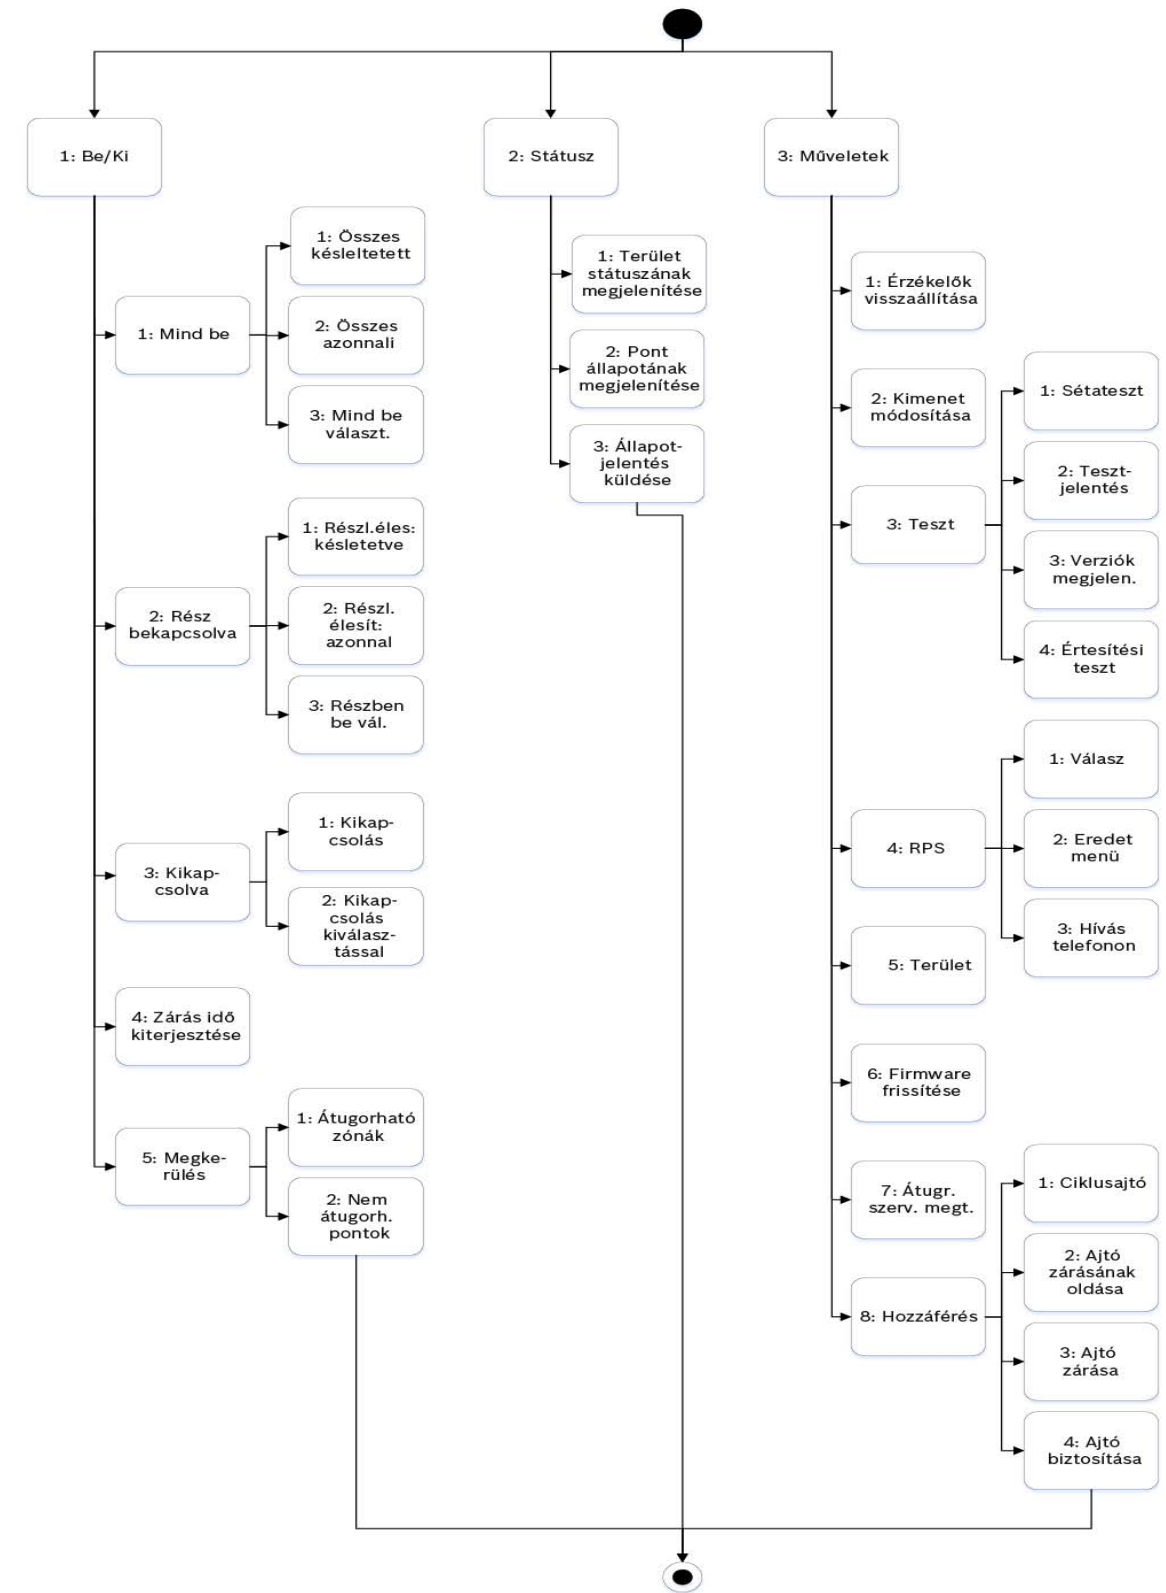 1: Be/Ki
2: Státusz
3: Műveletek
1: Mind be
1: Összes
késleltetett
2: Összes
azonnali
3: Mind be
választ.
2: Rész
bekapcsolva
1: Részl.éles:
késletetve
2: Részl.
élesít:
azonnal
3: Részben
be vál.
3: Kikap-
csolva
1: Kikap-
csolás
2: Kikap-
csolás
kiválasz-
tással
4: Zárás idő
kiterjesztése
5: Megke-
rülés
1: Átugorható
zónák
2: Nem
átugorh.
pontok
1: Terület
státuszának
megjelenítése
2: Pont
állapotának
megjelenítése
3: Állapot-
jelentés
küldése
1: Érzékelők
visszaállítása
2: Kimenet
módosítása
3: Teszt
1: Sétateszt
2: Teszt-
jelentés
3: Verziók
megjelen.
4: Értesítési
teszt
4: RPS
1: Válasz
2: Eredet
menü
3: Hívás
telefonon
5: Terület
6: Firmware
frissítése
7: Átugr.
szerv. megt.
8: Hozzáférés
1: Ciklusajtó
2: Ajtó
zárásának
oldása
3: Ajtó
zárása
4: Ajtó
biztosítása